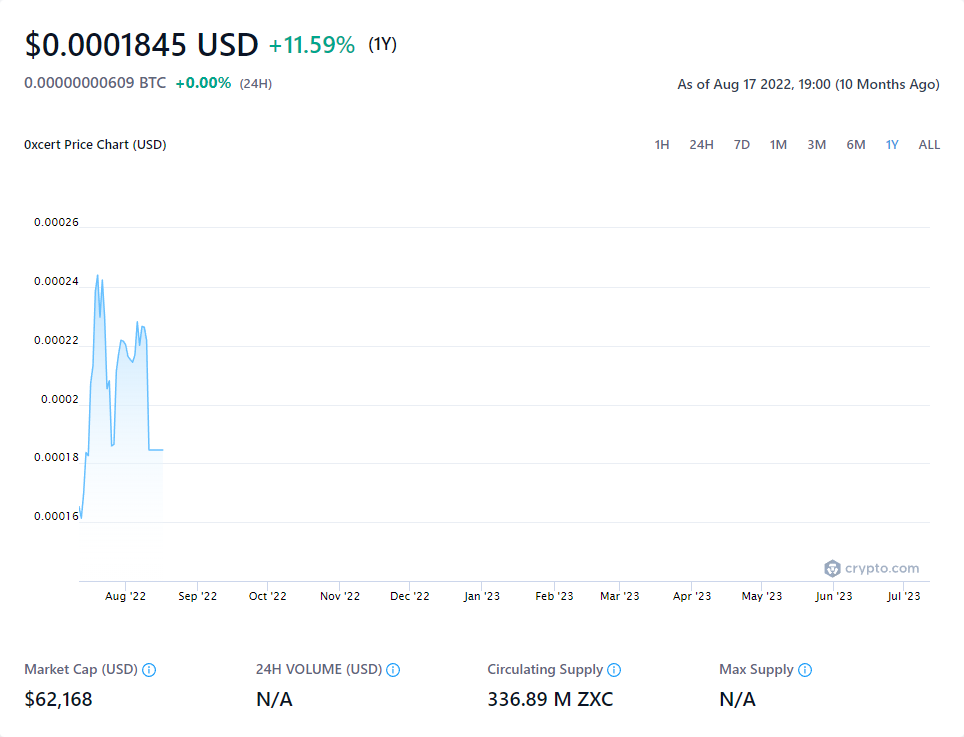 $0.0001845 USD +11.59% (1Y)
0.00000000609 BTC +0.00% (24H)
As of Aug 17 2022, 19:00 (10 Months Ago)
0xcert Price Chart (USD)
1H 24H 7D 1M 3M 6M 1Y ALL
0.00026
0.00024
0.00022
0.0002
0.00018
0.00016
crypto.com
Aug '22 Sep '22 Oct '22 Nov '22 Dec '22 Jan '23 Feb '23 Mar '23 Apr '23 May '23 Jun '23 Jul '23
Market Cap (USD) 24H VOLUME (USD) Circulating Supply Max Supply
$62,168 N/A 336.89 M ZXC N/A